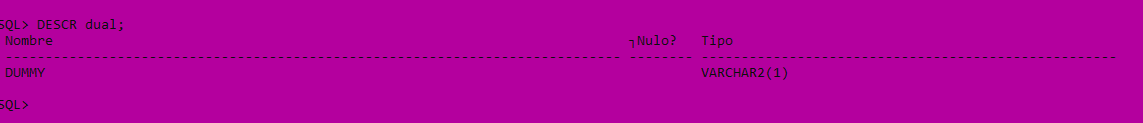 SQL> DESCR dual;
Nombre ┐Nulo? Tipo
----------------------------------------------------------------------------- -------- ----------------------------------------------------
DUMMY VARCHAR2(1)
SQL>